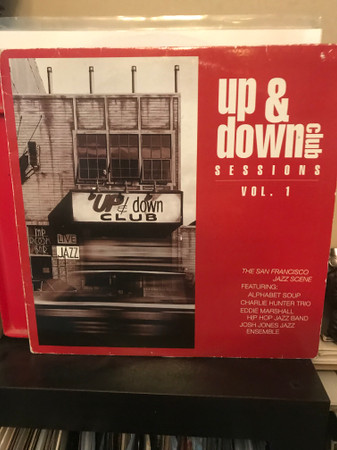 up &
down club
SESSIONS
VOL. 1
UP & down
CLUB
LIVE
JAZZ
THE SAN FRANCISCO
JAZZ SCENE
FEATURING:
ALPHABET SOUP
CHARLIE HUNTER TRIO
EDDIE MARSHALL
HIP HOP JAZZ BAND
JOSH JONES JAZZ
ENSEMBLE